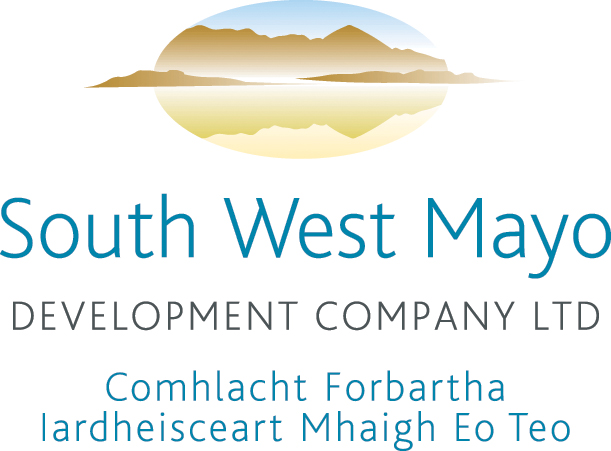 South West Mayo
DEVELOPMENT COMPANY LTD
Comhlacht Forbartha
Iardheisceart Mhaigh Eo Teo